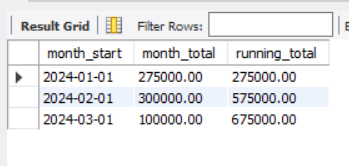 Result Grid Filter Rows:
month_start month_total running_total
2024-01-01 275000.00 275000.00
2024-02-01 300000.00 575000.00
2024-03-01 100000.00 675000.00